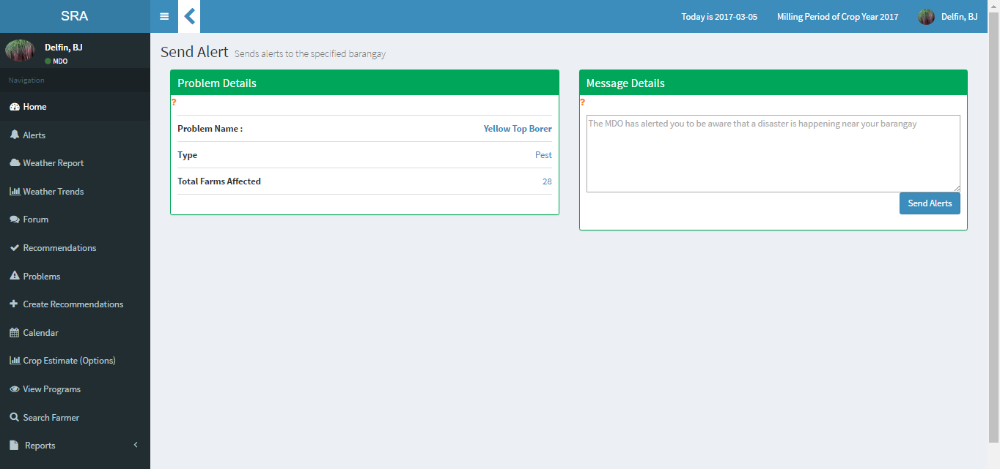 SRA
Today is 2017-03-05
Milling Period of Crop Year 2017
Delfin, BJ
Delfin, BJ
MDO
Navigation
Home
Alerts
Weather Report
Weather Trends
Forum
Recommendations
Problems
Create Recommendations
Calendar
Crop Estimate (Options)
View Programs
Search Farmer
Reports
Send Alert Sends alerts to the specified barangay
Problem Details
?
Problem Name : Yellow Top Borer
Type Pest
Total Farms Affected 28
Message Details
?
The MDO has alerted you to be aware that a disaster is happening near your barangay
Send Alerts